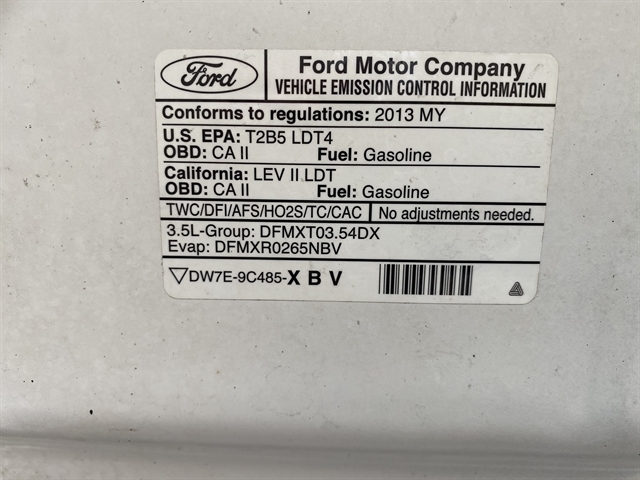 Ford
Ford Motor Company
VEHICLE EMISSION CONTROL INFORMATION
Conforms to regulations: 2013 MY
U.S. EPA: T2B5 LDT4
OBD: CA II Fuel: Gasoline
California: LEV II LDT
OBD: CA II Fuel: Gasoline
TWC/DFI/AFS/HO2S/TC/CAC No adjustments needed.
3.5L-Group: DFMXT03.54DX
Evap: DFMXR0265NBV
DW7E-9C485-X B V